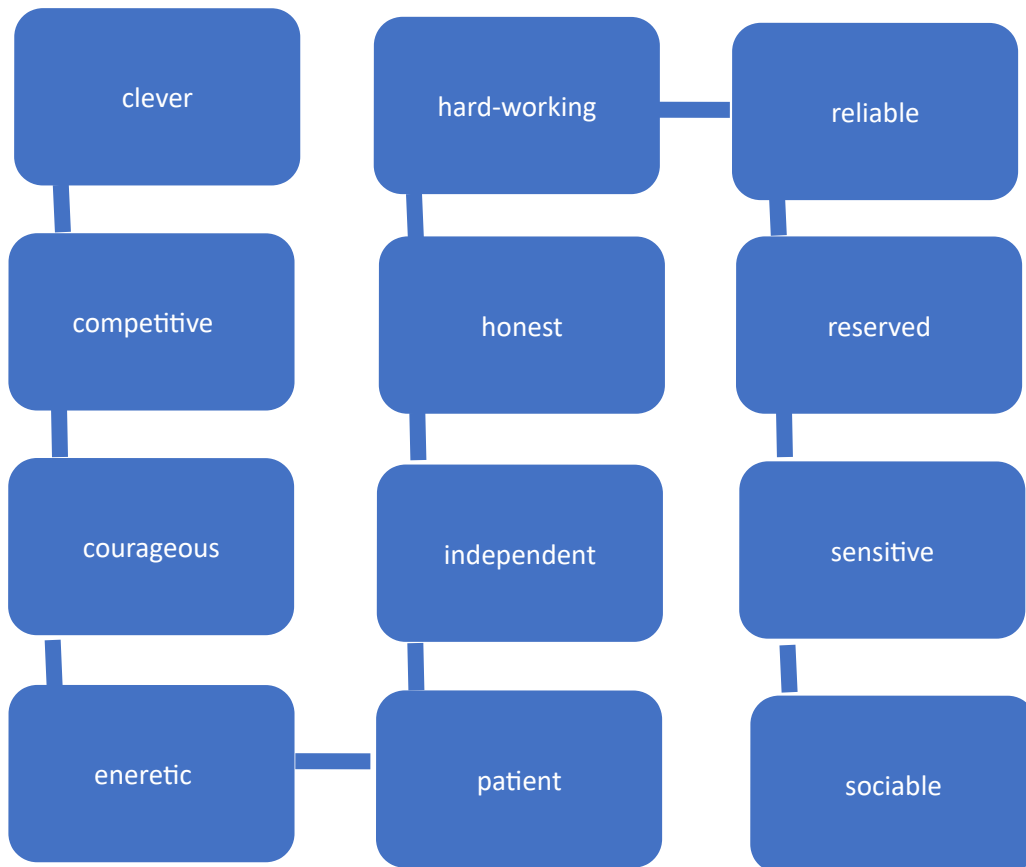 clever
competitive
courageous
eneretic
patient
independent
honest
hard-working
reliable
reserved
sensitive
sociable